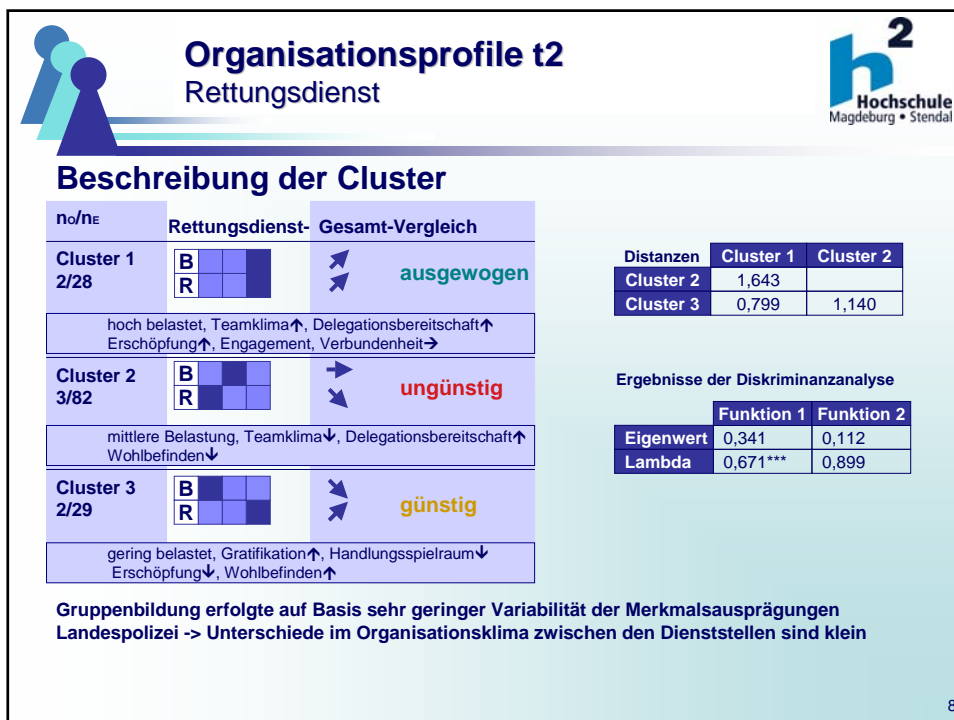 Organisationsprofile t2
Rettungsdienst
h2
Hochschule
Magdeburg • Stendal
Beschreibung der Cluster
nO/nE
Rettungsdienst- Gesamt-Vergleich
Cluster 1
2/28
B
R
ausgewogen
hoch belastet, Teamklima↑, Delegationsbereitschaft↑
Erschöpfung↑, Engagement, Verbundenheit→
Cluster 2
3/82
B
R
ungünstig
mittlere Belastung, Teamklima↓, Delegationsbereitschaft↑
Wohlbefinden↓
Cluster 3
2/29
B
R
günstig
gering belastet, Gratifikation↑, Handlungsspielraum↓
Erschöpfung↓, Wohlbefinden↑
Distanzen Cluster 1 Cluster 2
Cluster 2 1,643
Cluster 3 0,799 1,140
Ergebnisse der Diskriminanzanalyse
Funktion 1 Funktion 2
Eigenwert 0,341 0,112
Lambda 0,671*** 0,899
Gruppenbildung erfolgte auf Basis sehr geringer Variabilität der Merkmalsausprägungen
Landespolizei -> Unterschiede im Organisationsklima zwischen den Dienststellen sind klein
8